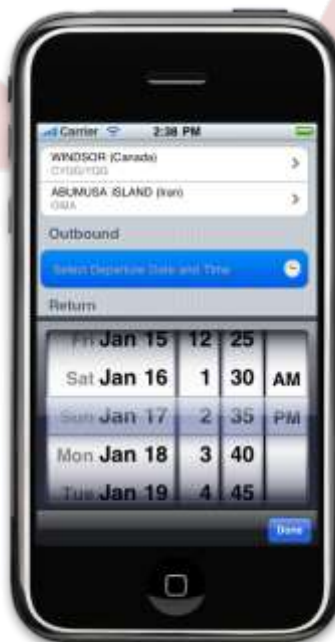 Carrier 2:38 PM
WINDSOR (Canada)
CYQG/YQG
ABUMUSA ISLAND (Iran)
OIBA
Outbound
Select Departure Date and Time
Return
Fri Jan 15 12 25
Sat Jan 16 1 30 AM
Sun Jan 17 2 35 PM
Mon Jan 18 3 40
Tue Jan 19 4 45
Done